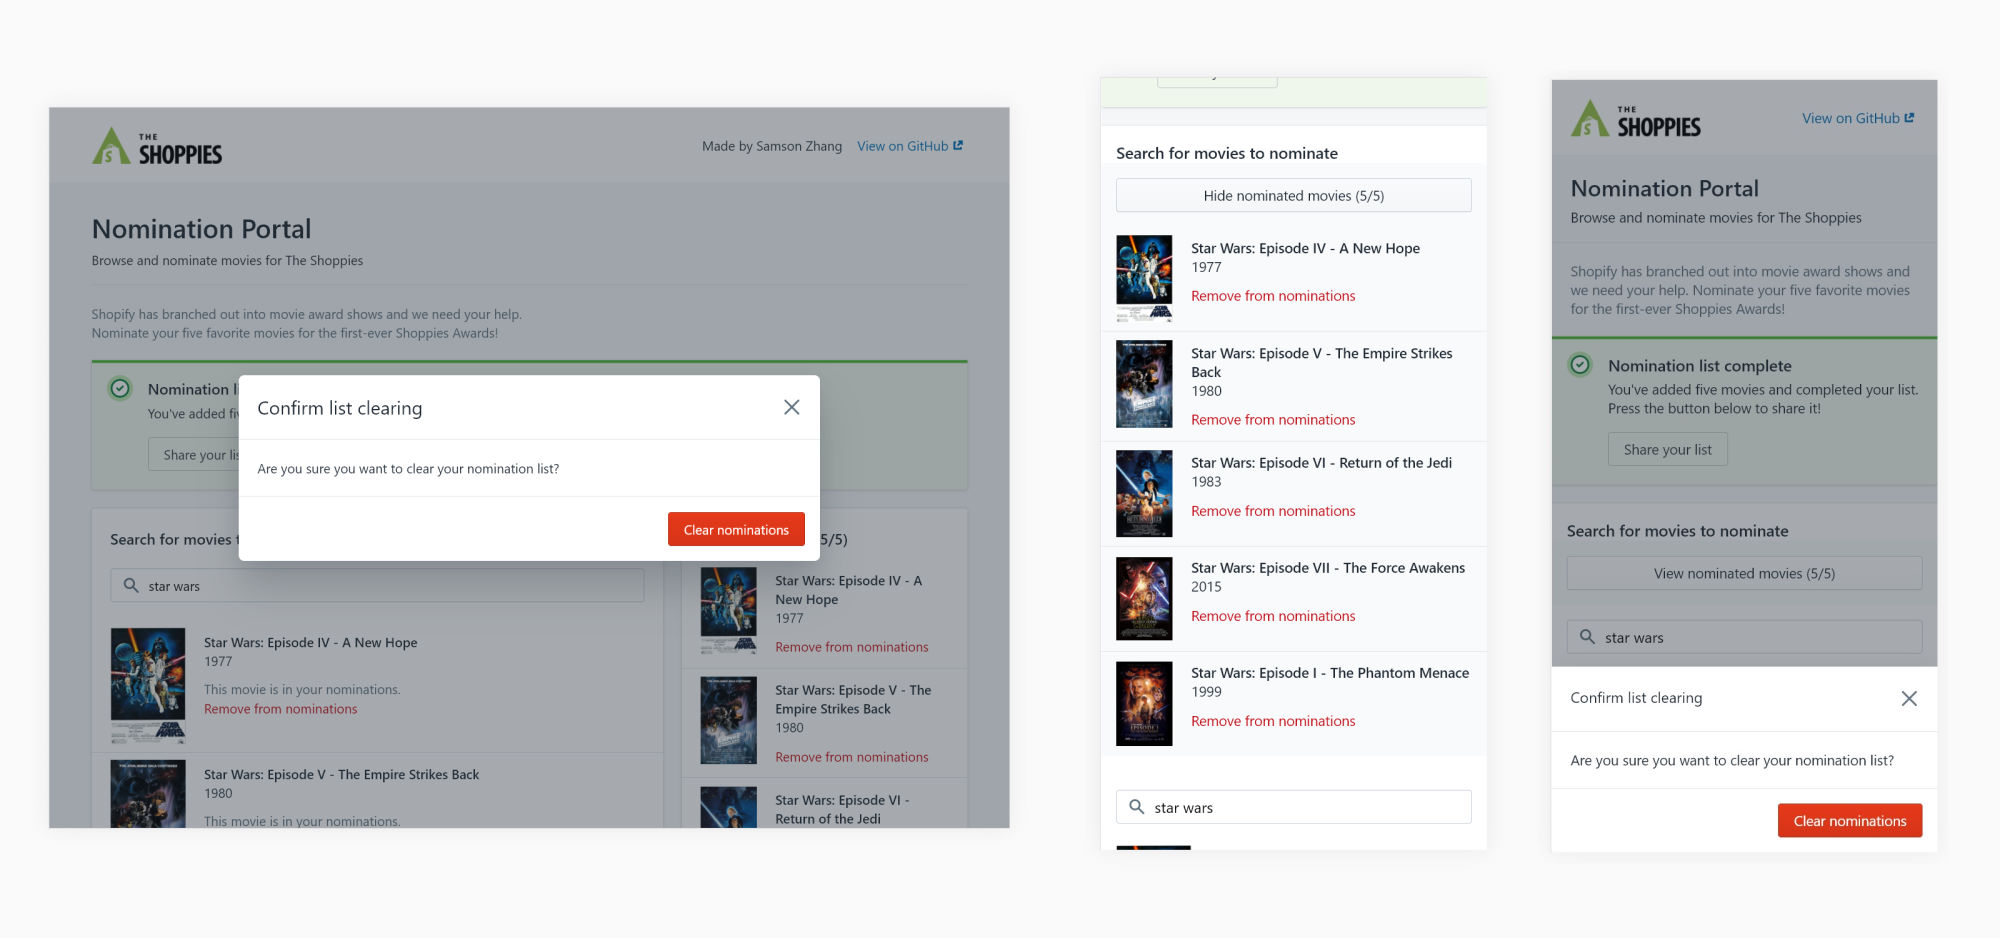 THE
SHOPPIES
Made by Samson Zhang
View on GitHub
Nomination Portal
Browse and nominate movies for The Shoppies
Shopify has branched out into movie award shows and we need your help.
Nominate your five favorite movies for the first-ever Shoppies Awards!
Nomination l
You've added fi
Share your lis
Confirm list clearing
Are you sure you want to clear your nomination list?
Clear nominations
Search for movies t
star wars
Star Wars: Episode IV - A New Hope
1977
This movie is in your nominations.
Remove from nominations
STAR
WARS
Star Wars: Episode V - The Empire Strikes Back
1980
This movie is in your nominations.
5/5)
Star Wars: Episode IV - A
New Hope
1977
Remove from nominations
STAR
WARS
Star Wars: Episode V - The
Empire Strikes Back
1980
Remove from nominations
Star Wars: Episode VI -
Return of the Jedi
Search for movies to nominate
Hide nominated movies (5/5)
Star Wars: Episode IV - A New Hope
1977
Remove from nominations
STAR
WARS
Star Wars: Episode V - The Empire Strikes
Back
1980
Remove from nominations
Star Wars: Episode VI - Return of the Jedi
1983
Remove from nominations
Star Wars: Episode VII - The Force Awakens
2015
Remove from nominations
Star Wars: Episode I - The Phantom Menace
1999
Remove from nominations
EPISODE I
star wars
THE
SHOPPIES
View on GitHub
Nomination Portal
Browse and nominate movies for The Shoppies
Shopify has branched out into movie award shows and
we need your help. Nominate your five favorite movies
for the first-ever Shoppies Awards!
Nomination list complete
You've added five movies and completed your list.
Press the button below to share it!
Share your list
Search for movies to nominate
View nominated movies (5/5)
star wars
Confirm list clearing
Are you sure you want to clear your nomination list?
Clear nominations